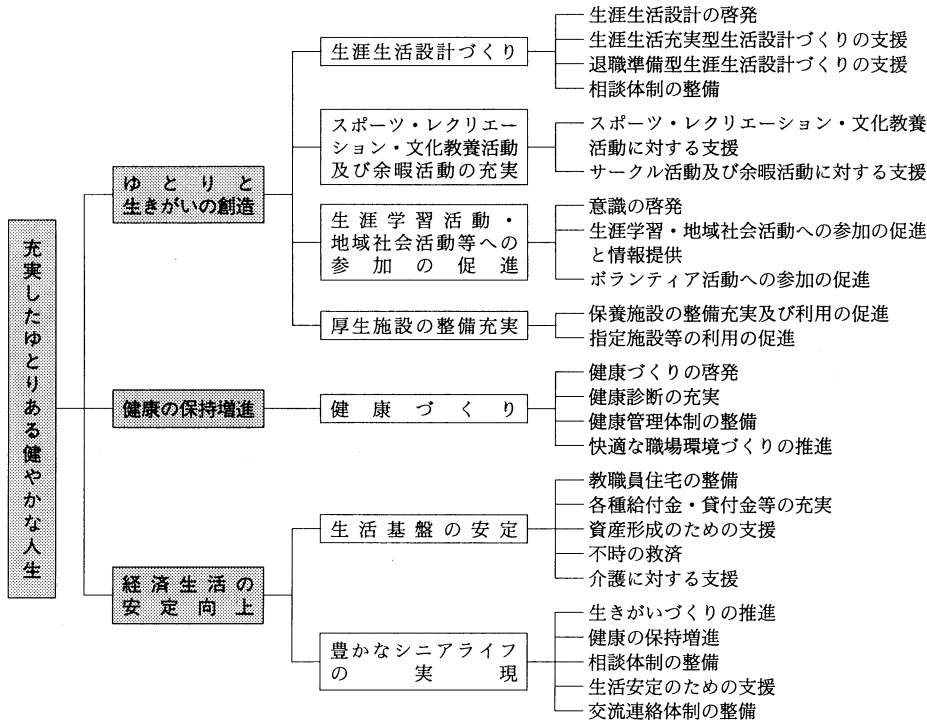 充実したゆとりある健やかな人生
ゆとりと
生きがいの創造
生涯生活設計づくり
生涯生活設計の啓発
生涯生活充実型生活設計づくりの支援
退職準備型生涯生活設計づくりの支援
相談体制の整備
スポーツ・レクリエー
ション・文化教養活動
及び余暇活動の充実
スポーツ・レクリエーション・文化教養
活動に対する支援
サークル活動及び余暇活動に対する支援
生涯学習活動・
地域社会活動等への
参加の促進
意識の啓発
生涯学習・地域社会活動への参加の促進
と情報提供
ボランティア活動への参加の促進
厚生施設の整備充実
保養施設の整備充実及び利用の促進
指定施設等の利用の促進
健康の保持増進
健康づくり
健康づくりの啓発
健康診断の充実
健康管理体制の整備
快適な職場環境づくりの推進
経済生活の
安定向上
生活基盤の安定
教職員住宅の整備
各種給付金・貸付金等の充実
資産形成のための支援
不時の救済
介護に対する支援
豊かなシニアライフ
の実現
生きがいづくりの推進
健康の保持増進
相談体制の整備
生活安定のための支援
交流連絡体制の整備